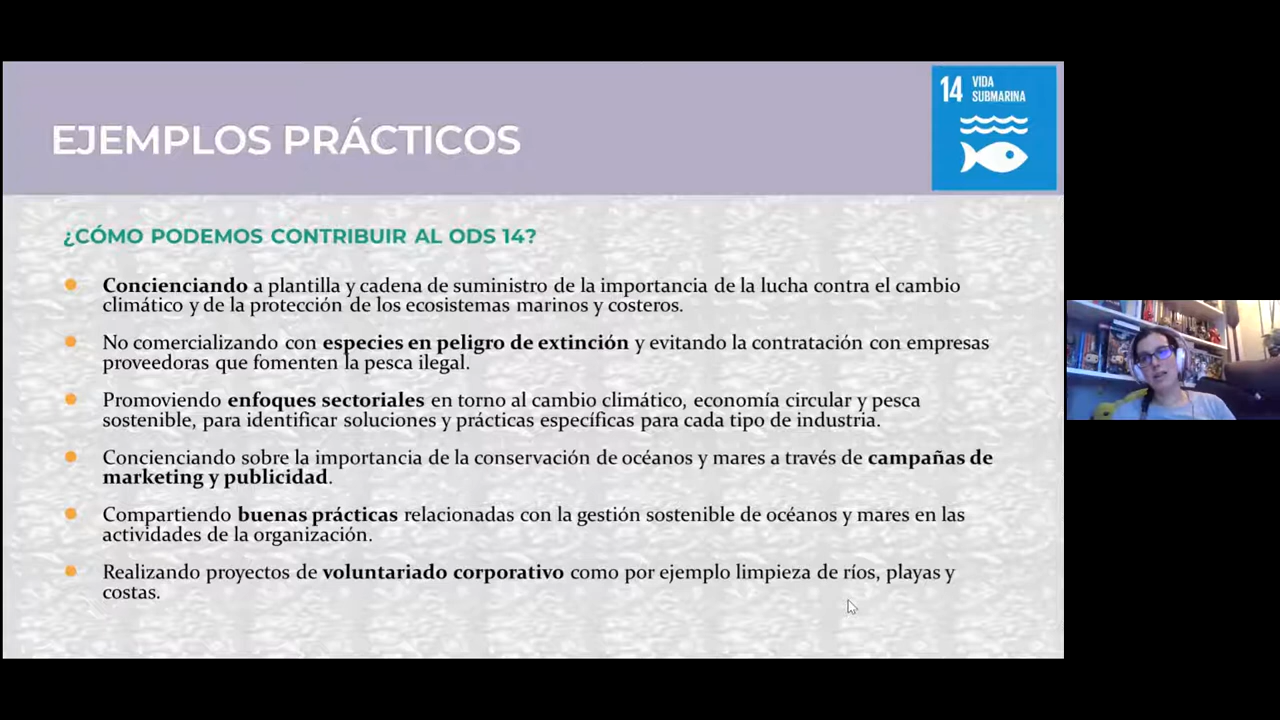 14 VIDA
SUBMARINA
EJEMPLOS PRÁCTICOS
¿CÓMO PODEMOS CONTRIBUIR AL ODS 14?
Concienciando a plantilla y cadena de suministro de la importancia de la lucha contra el cambio
climático y de la protección de los ecosistemas marinos y costeros.
No comercializando con especies en peligro de extinción y evitando la contratación con empresas
proveedoras que fomenten la pesca ilegal.
Promoviendo enfoques sectoriales en torno al cambio climático, economía circular y pesca
sostenible, para identificar soluciones y prácticas específicas para cada tipo de industria.
Concienciando sobre la importancia de la conservación de océanos y mares a través de campañas de
marketing y publicidad.
Compartiendo buenas prácticas relacionadas con la gestión sostenible de océanos y mares en las
actividades de la organización.
Realizando proyectos de voluntariado corporativo como por ejemplo limpieza de ríos, playas y
costas.